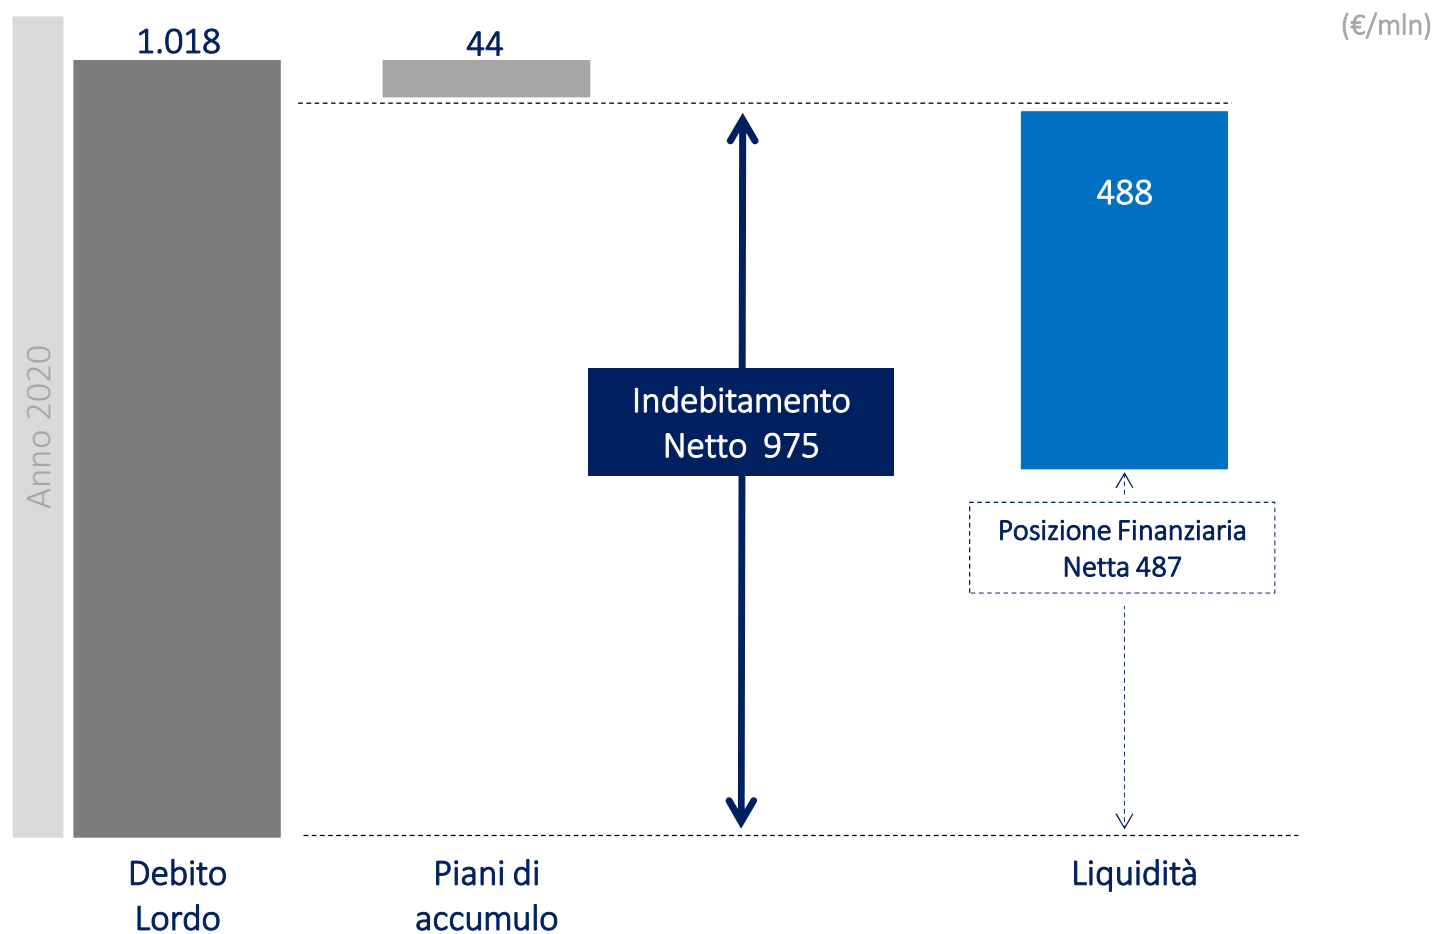 (€/mln)
1.018
44
488
Anno 2020
Indebitamento
Netto 975
Posizione Finanziaria
Netta 487
Debito
Lordo
Piani di
accumulo
Liquidità